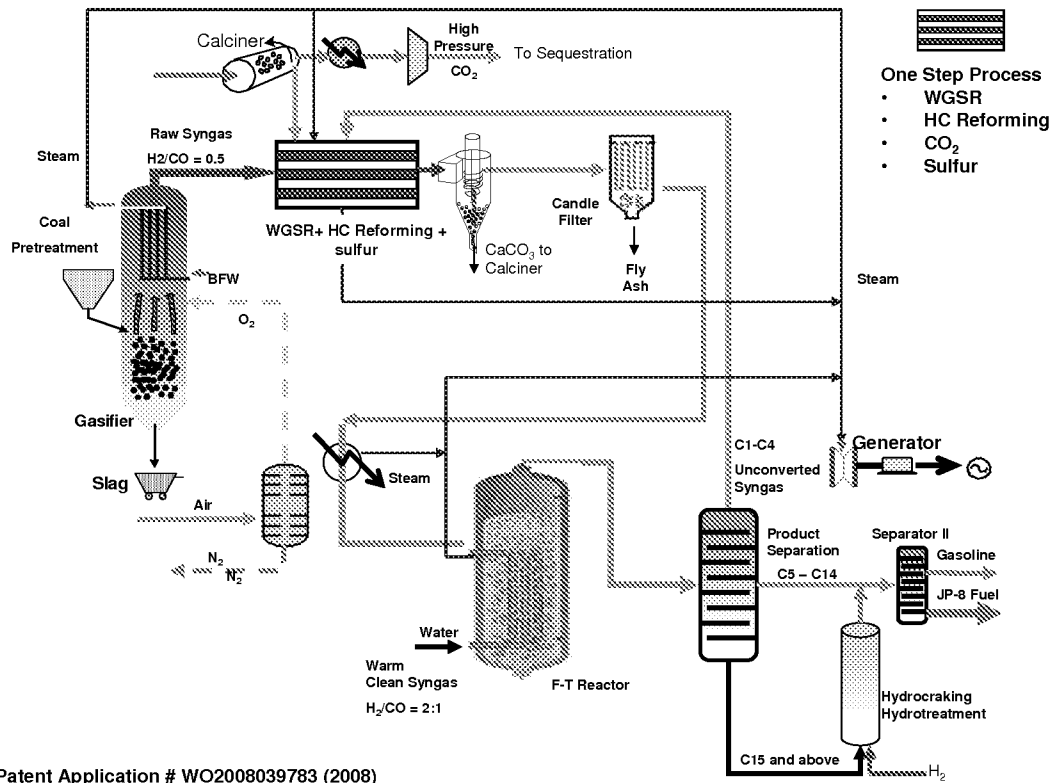 Calciner
High
Pressure
CO₂
To Sequestration
One Step Process
• WGSR
• HC Reforming
• CO₂
• Sulfur
Raw Syngas
H2/CO = 0.5
Steam
Coal
Pretreatment
WGSR+ HC Reforming +
sulfur
CaCO₃ to
Calciner
Candle
Filter
Fly
Ash
BFW
O₂
Steam
Gasifier
Slag
Air
N₂
N₂
Steam
C1-C4
Unconverted
Syngas
Generator
Product
Separation
C5 – C14
Separator II
Gasoline
JP-8 Fuel
Water
Warm
Clean Syngas
H₂/CO = 2:1
F-T Reactor
Hydrocraking
Hydrotreatment
C15 and above
H₂
Patent Application # WO2008039783 (2008)